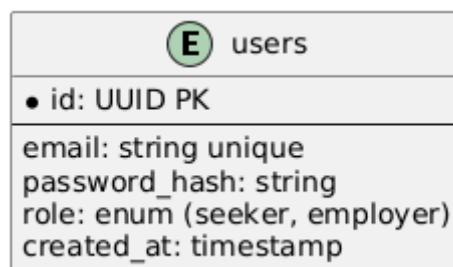 E users
id: UUID PK
email: string unique
password_hash: string
role: enum (seeker, employer)
created_at: timestamp